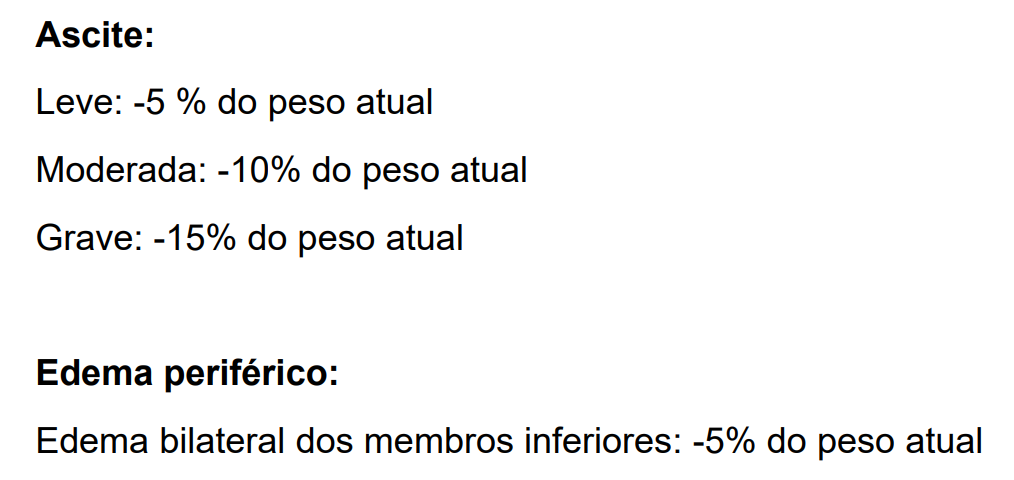 Ascite:
Leve: -5 % do peso atual
Moderada: -10% do peso atual
Grave: -15% do peso atual
Edema periférico:
Edema bilateral dos membros inferiores: -5% do peso atual